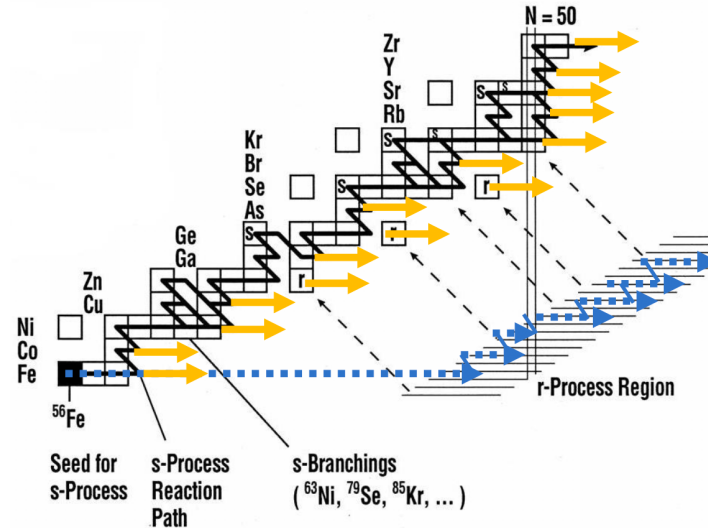 N = 50
Zr
Y
Sr
Rb
s
s
s
s
Kr
Br
Se
As
s
r
s
r
Ge
Ga
r
Zn
Cu
Ni
Co
Fe
⁵⁶Fe
r-Process Region
Seed for
s-Process
s-Process
Reaction
Path
s-Branchings
( ⁶³Ni, ⁷⁹Se, ⁸⁵Kr, ... )